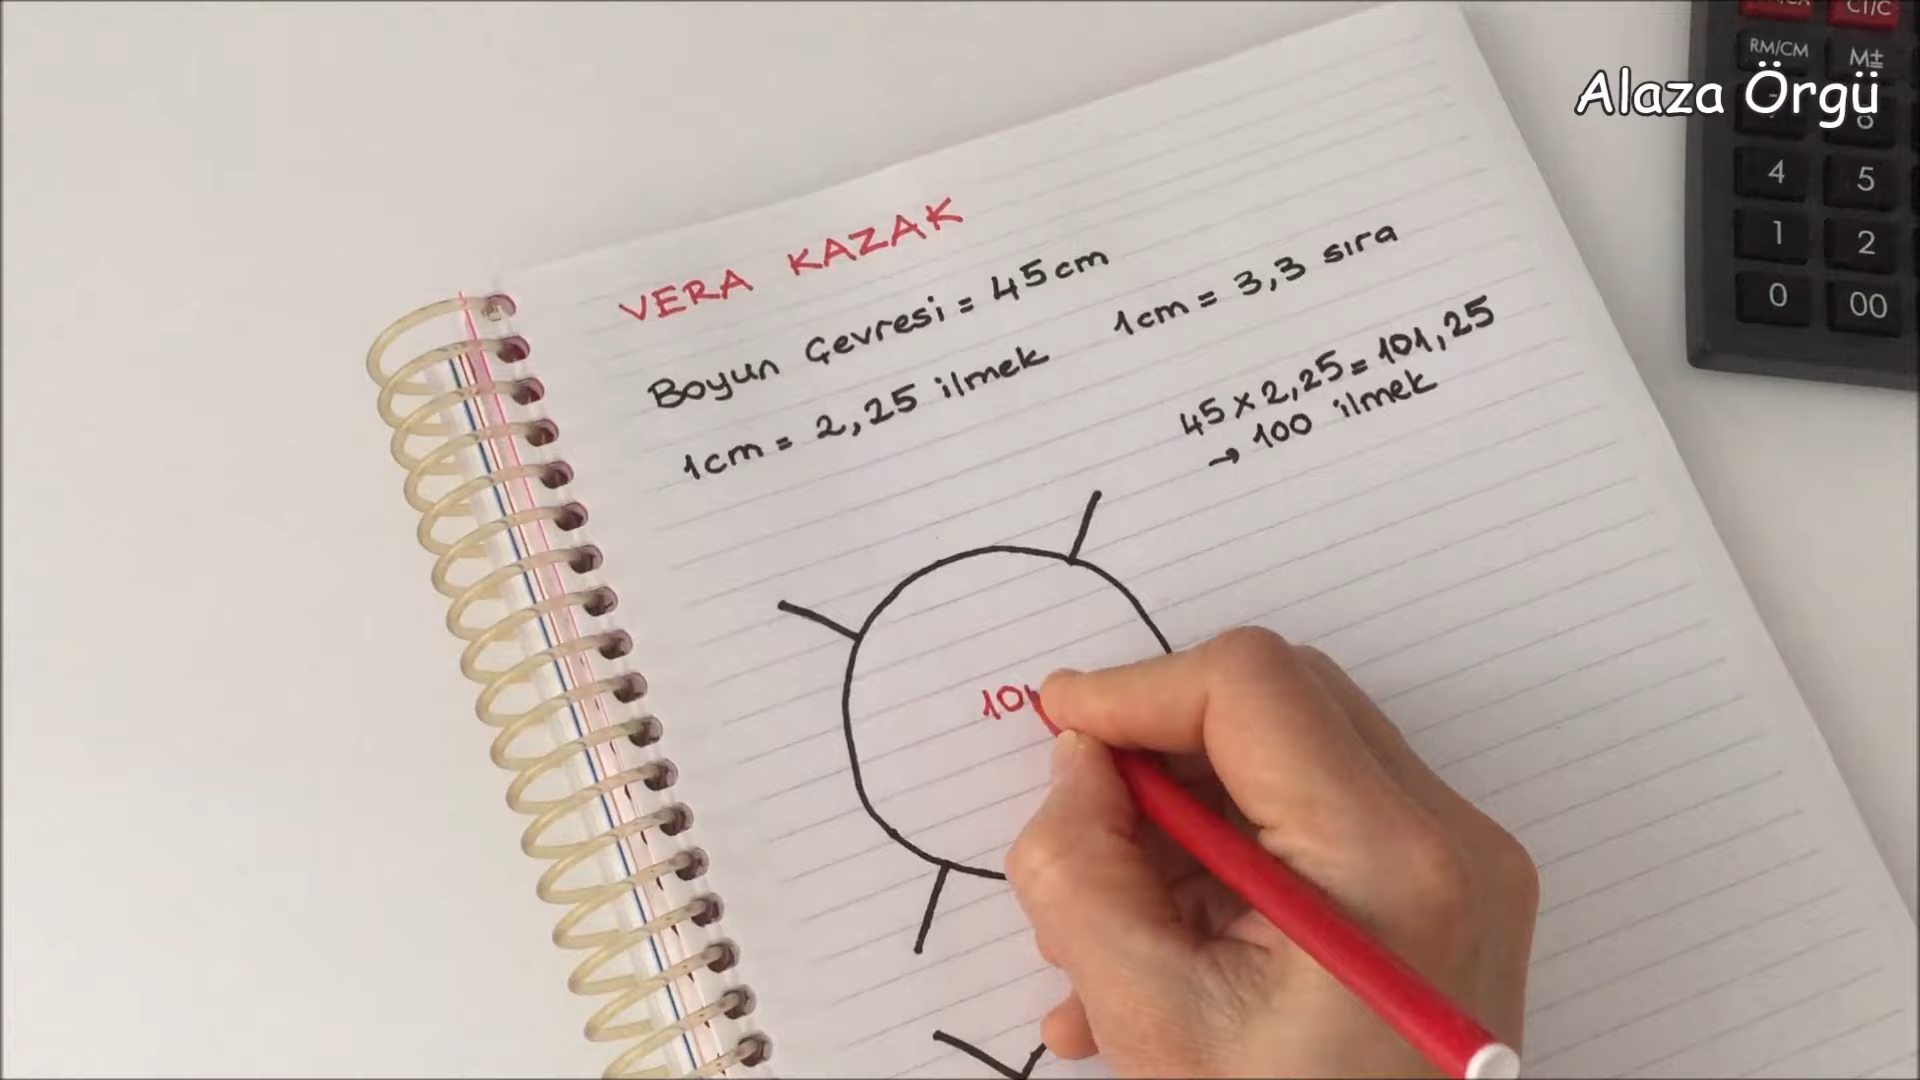 Alaza Örgü
RM/CM M±
4 5
1 2
0 00
VERA KAZAK
Boyun Çevresi = 45cm
1cm = 2,25 ilmek 1cm = 3,3 sıra
45 x 2,25 = 101,25
→ 100 ilmek